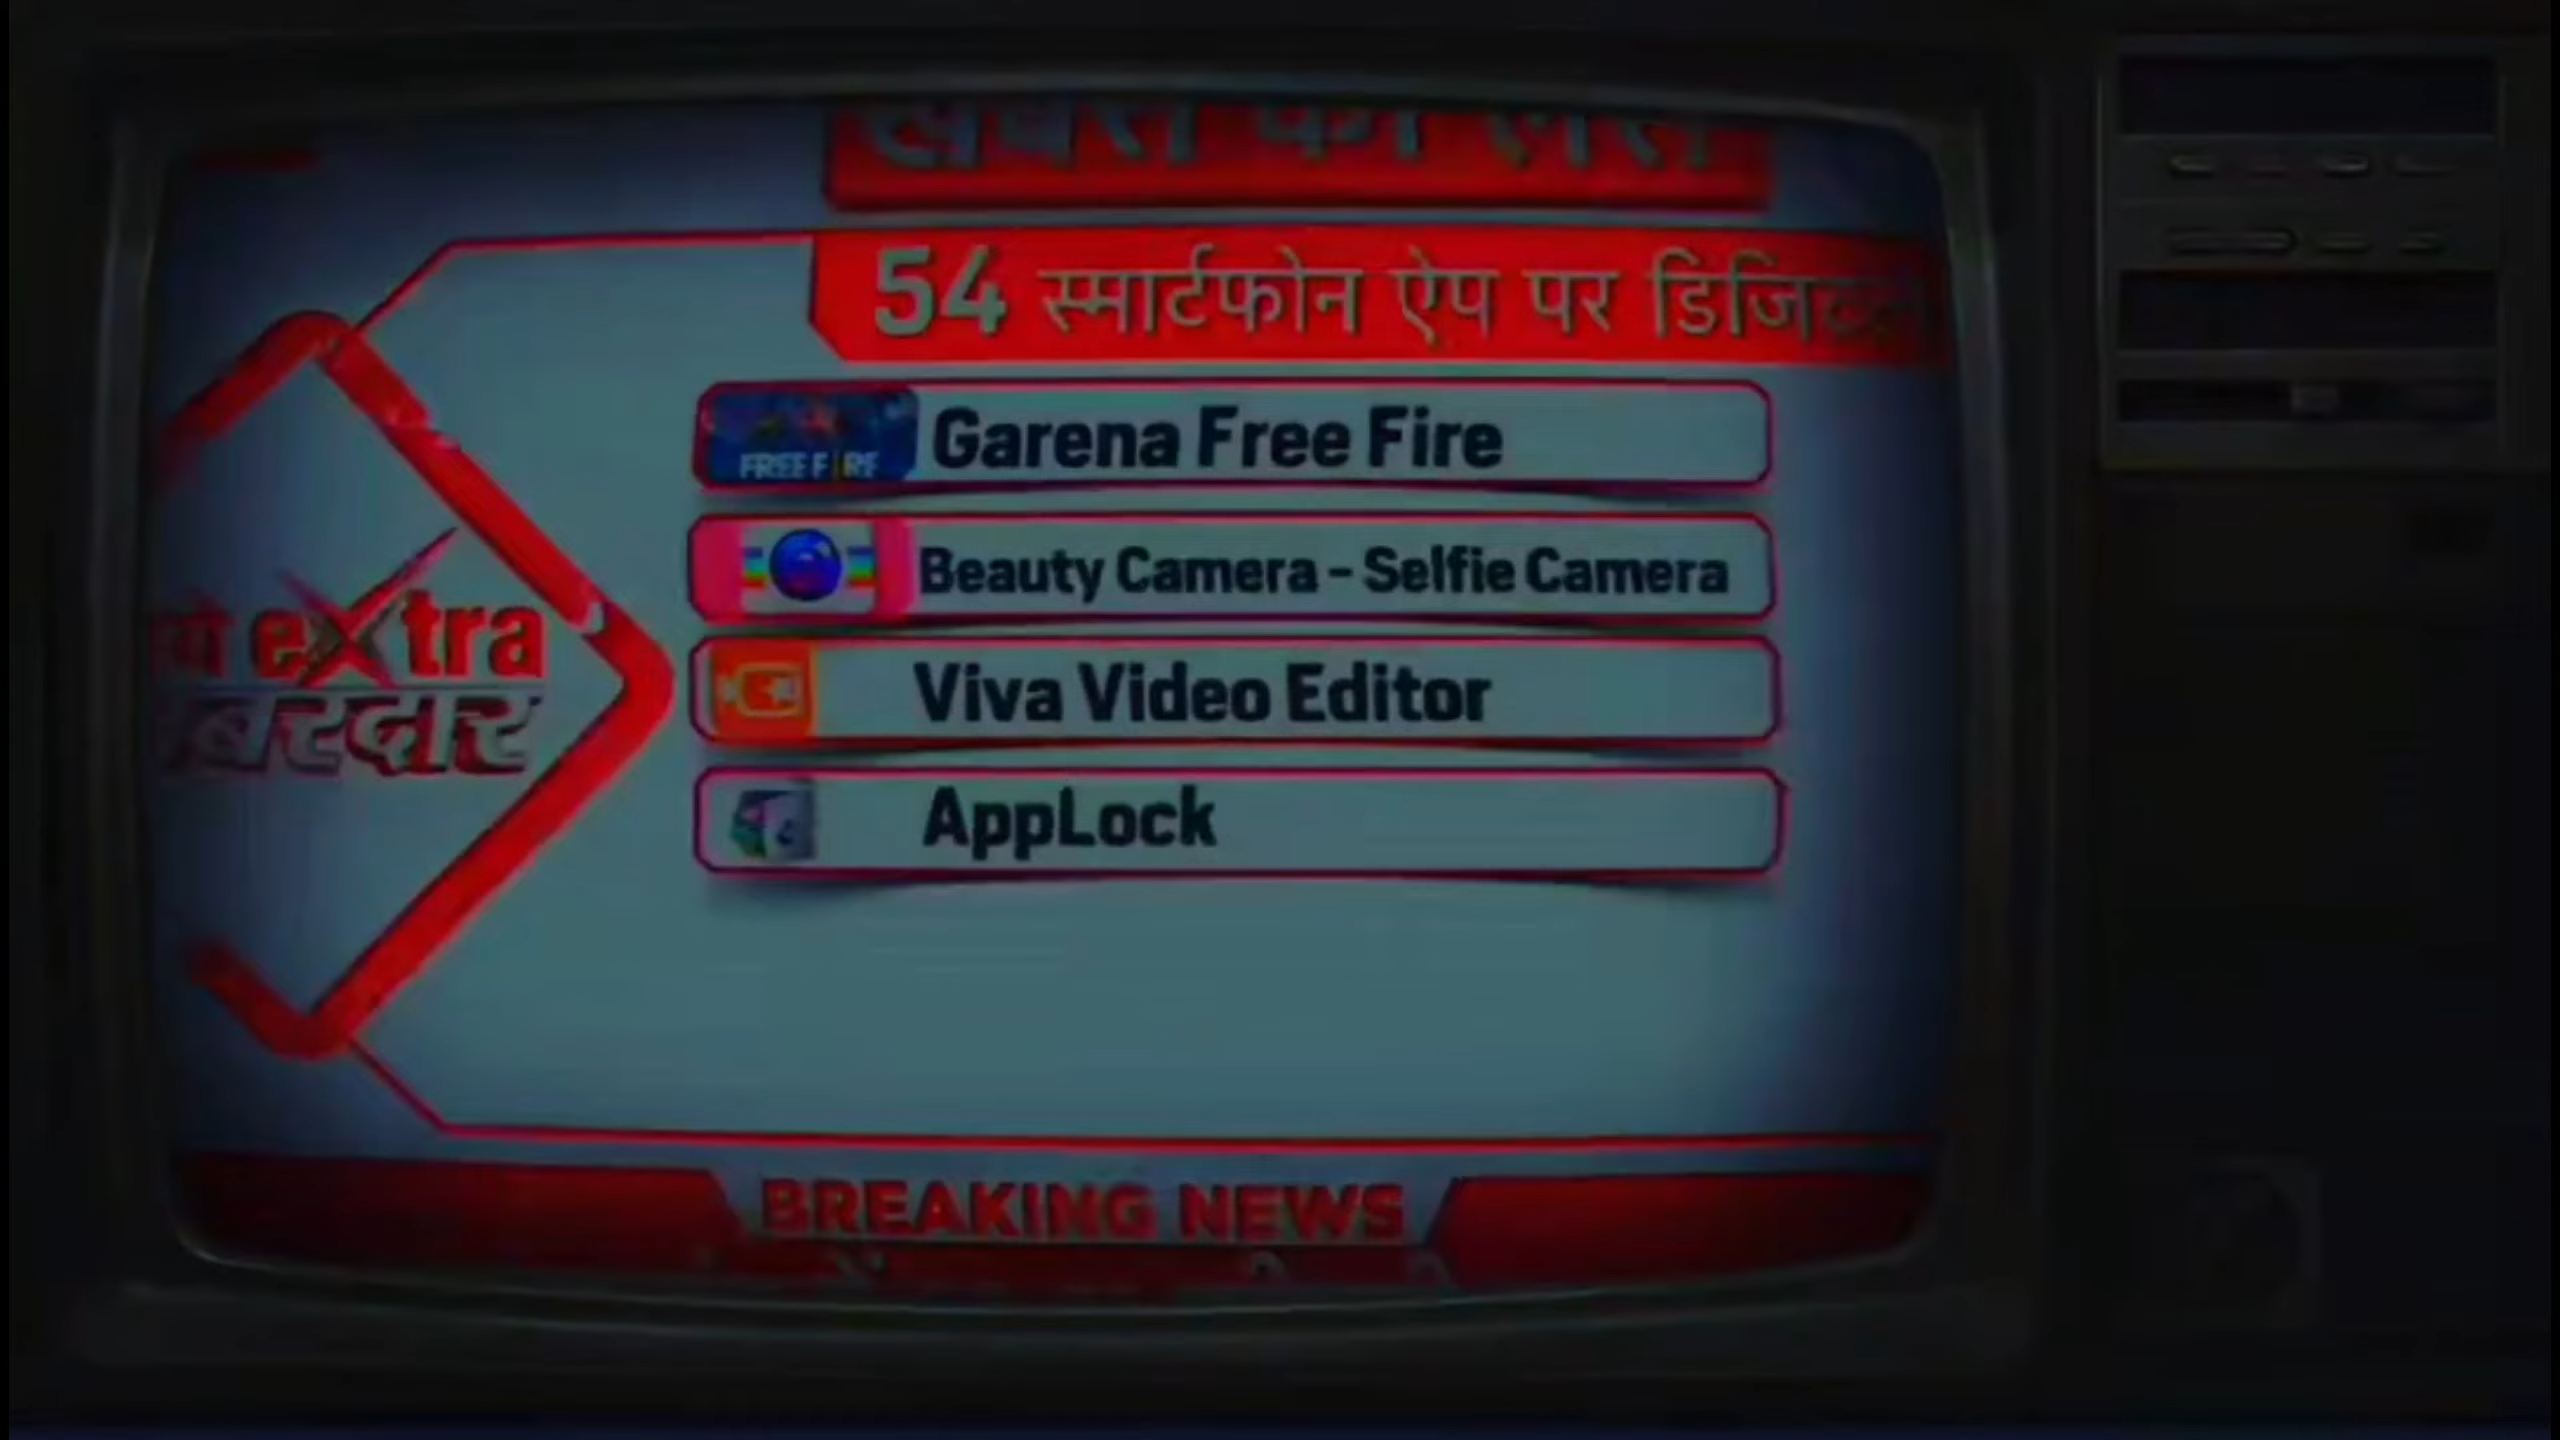 54 स्मार्टफोन ऐप पर
FREE FIRE
Garena Free Fire
Beauty Camera - Selfie Camera
extra
Viva Video Editor
AppLock
BREAKING NEWS